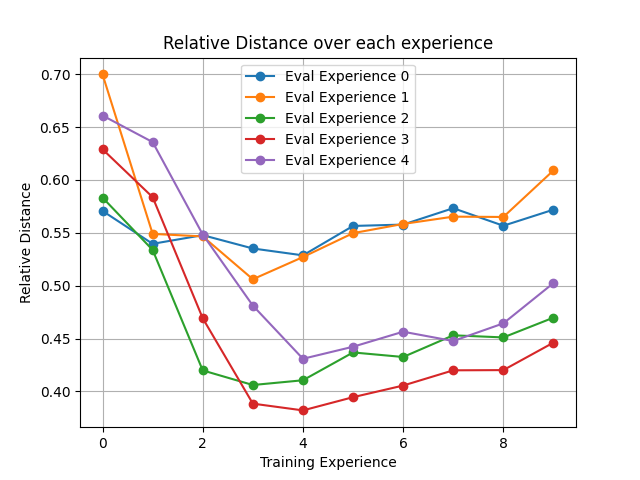 Relative Distance over each experience
Eval Experience 0
Eval Experience 1
Eval Experience 2
Eval Experience 3
Eval Experience 4
0.70
0.65
0.60
0.55
0.50
0.45
0.40
Relative Distance
0 2 4 6 8
Training Experience